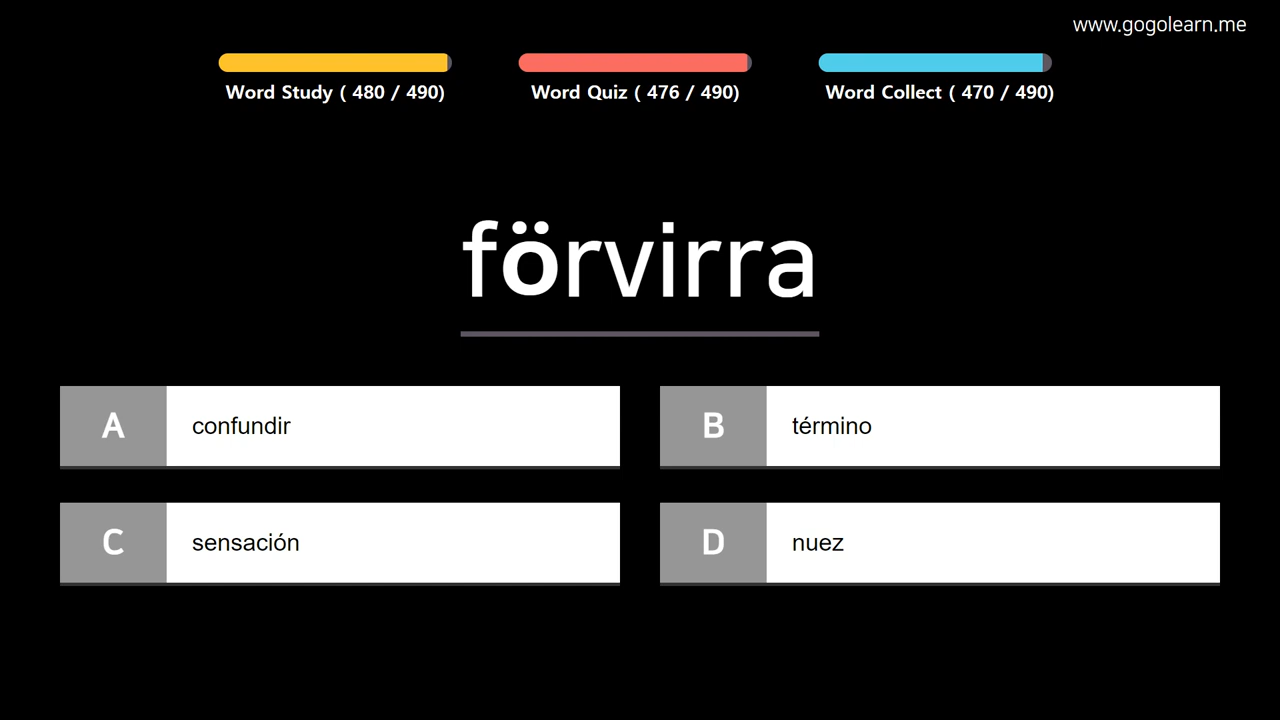 www.gogolearn.me
Word Study ( 480 / 490)
Word Quiz ( 476 / 490)
Word Collect ( 470 / 490)
förvirra
A confundir
B término
C sensación
D nuez